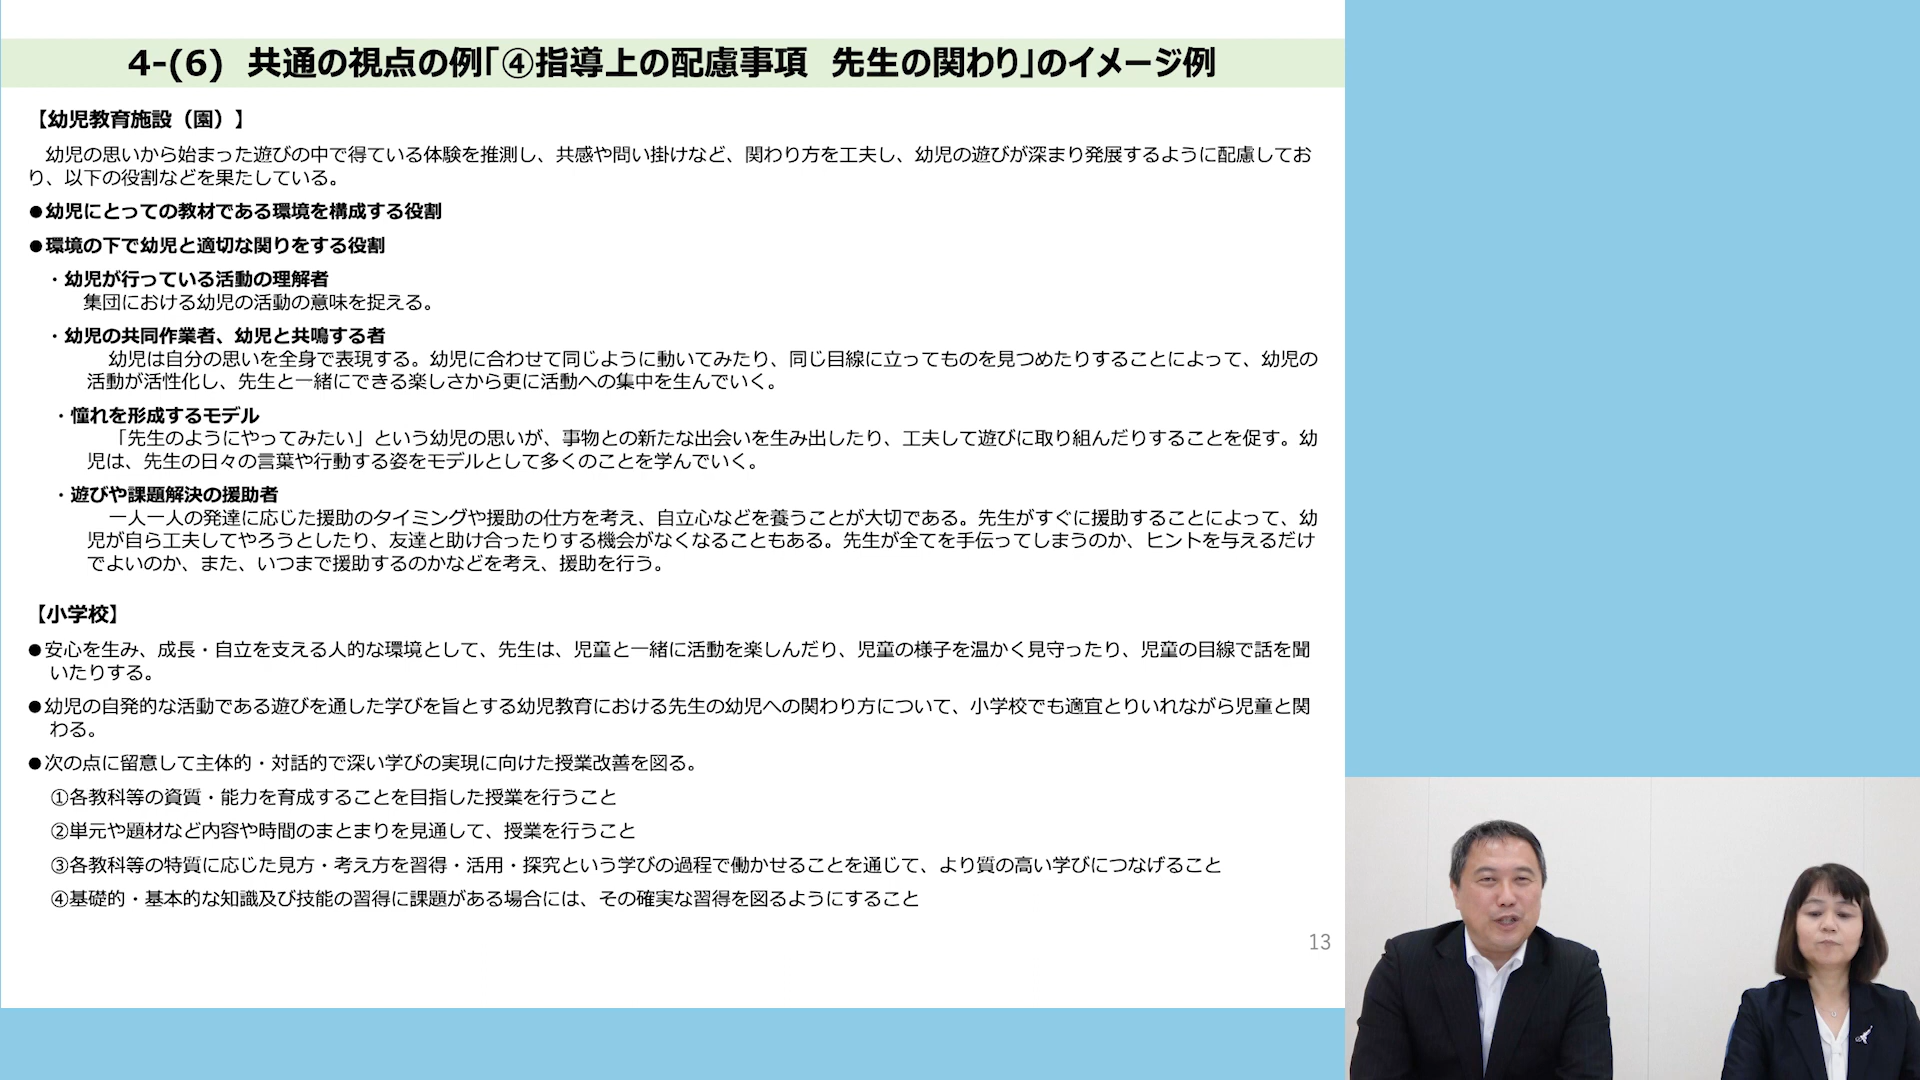 4-(6) 共通の視点の例「④指導上の配慮事項 先生の関わり」のイメージ例
【幼児教育施設（園）】
幼児の思いから始まった遊びの中で得ている体験を推測し、共感や問い掛けなど、関わり方を工夫し、幼児の遊びが深まり発展するように配慮してお
り、以下の役割などを果たしている。
●幼児にとっての教材である環境を構成する役割
●環境の下で幼児と適切な関りをする役割
・幼児が行っている活動の理解者
集団における幼児の活動の意味を捉える。
・幼児の共同作業者、幼児と共鳴する者
幼児は自分の思いを全身で表現する。幼児に合わせて同じように動いてみたり、同じ目線に立ってものを見つめたりすることによって、幼児の
活動が活性化し、先生と一緒にできる楽しさから更に活動への集中を生んでいく。
・憧れを形成するモデル
「先生のようにやってみたい」という幼児の思いが、事物との新たな出会いを生み出したり、工夫して遊びに取り組んだりすることを促す。幼
児は、先生の日々の言葉や行動する姿をモデルとして多くのことを学んでいく。
・遊びや課題解決の援助者
一人一人の発達に応じた援助のタイミングや援助の仕方を考え、自立心などを養うことが大切である。先生がすぐに援助することによって、幼
児が自ら工夫してやろうとしたり、友達と助け合ったりする機会がなくなることもある。先生が全てを手伝ってしまうのか、ヒントを与えるだけ
でよいのか、また、いつまで援助するのかなどを考え、援助を行う。
【小学校】
●安心を生み、成長・自立を支える人的な環境として、先生は、児童と一緒に活動を楽しんだり、児童の様子を温かく見守ったり、児童の目線で話を聞
いたりする。
●幼児の自発的な活動である遊びを通した学びを旨とする幼児教育における先生の幼児への関わり方について、小学校でも適宜とりいれながら児童と関
わる。
●次の点に留意して主体的・対話的で深い学びの実現に向けた授業改善を図る。
①各教科等の資質・能力を育成することを目指した授業を行うこと
②単元や題材など内容や時間のまとまりを見通して、授業を行うこと
③各教科等の特質に応じた見方・考え方を習得・活用・探究という学びの過程で働かせることを通じて、より質の高い学びにつなげること
④基礎的・基本的な知識及び技能の習得に課題がある場合には、その確実な習得を図るようにすること
13